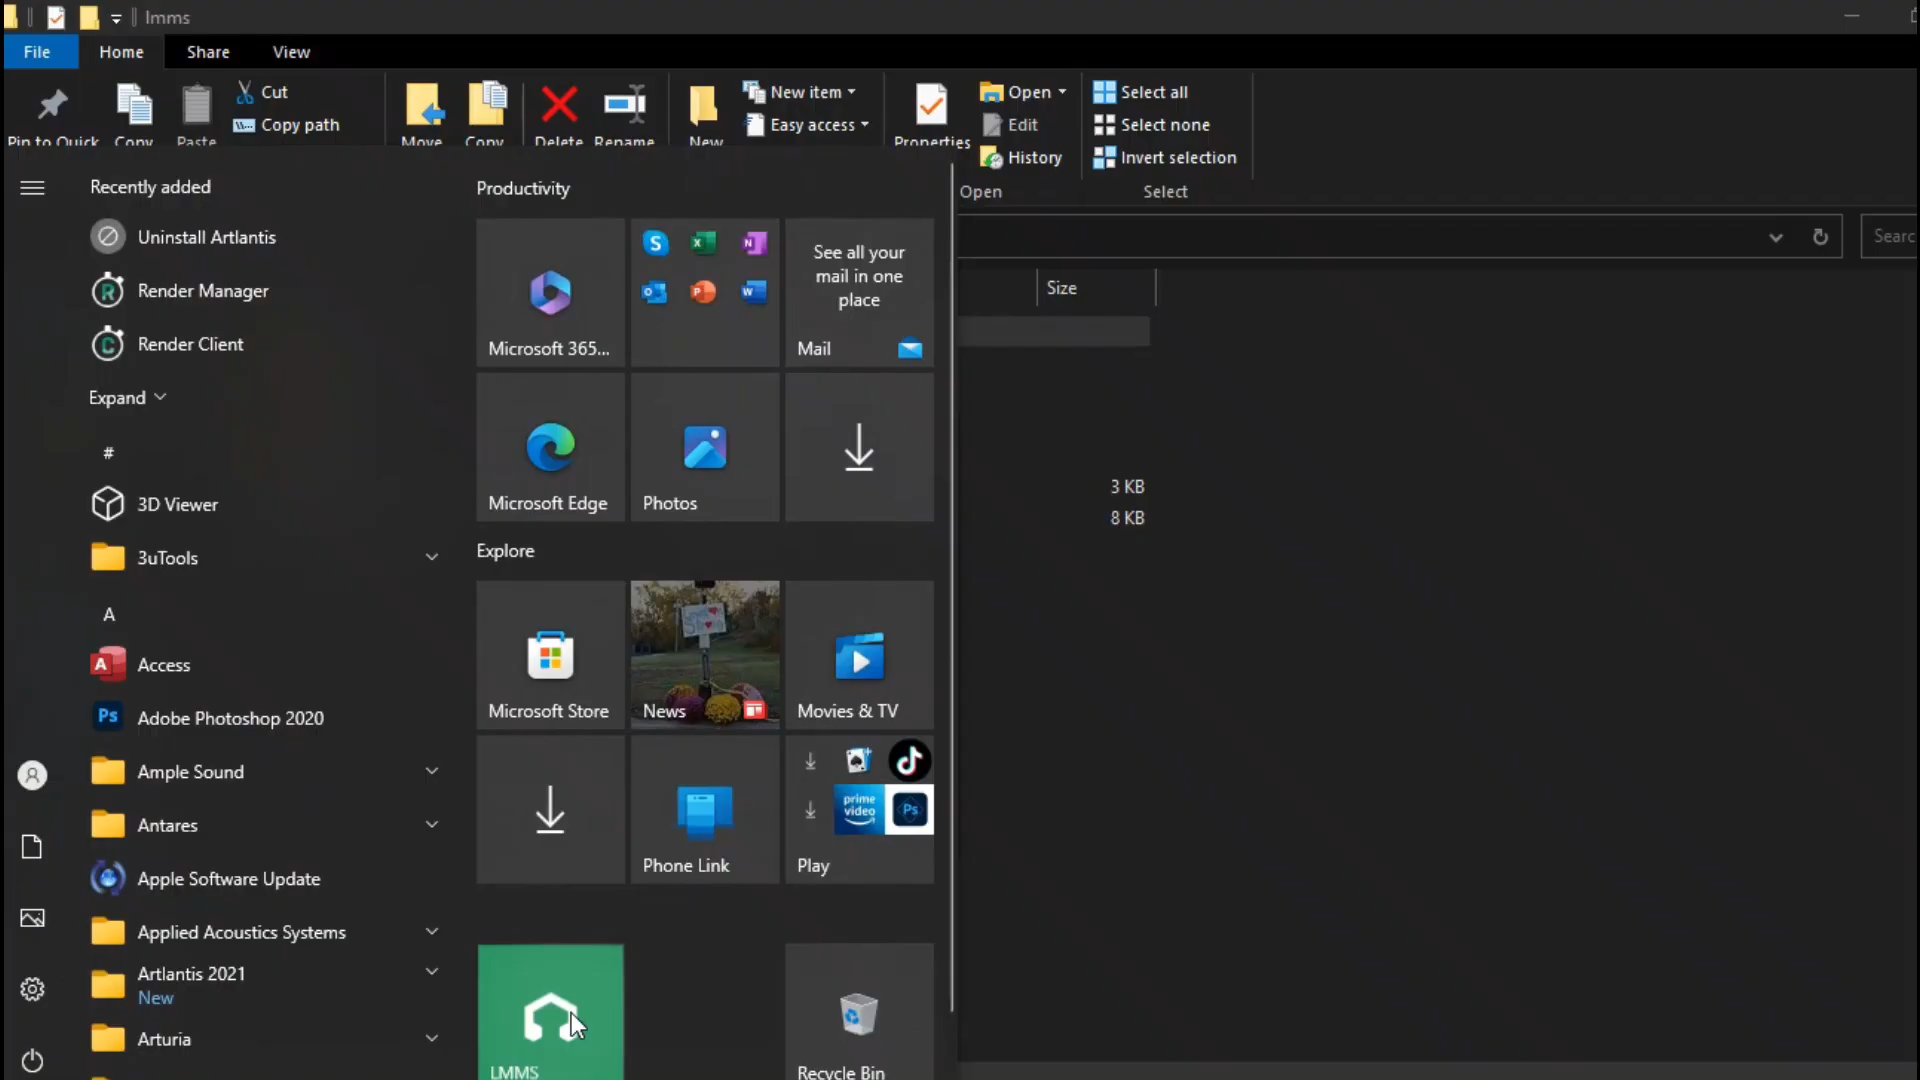 lmms
File
Home
Share
View
Pin to Quick
Copy
Paste
Cut
Copy path
Move
Copy
Delete
Rename
New
New item
Easy access
Properties
Open
Edit
History
Select all
Select none
Invert selection
Open
Select
Searc
Size
3 KB
8 KB
Recently added
Uninstall Artlantis
Render Manager
Render Client
Expand
#
3D Viewer
3uTools
A
Access
Adobe Photoshop 2020
Ample Sound
Antares
Apple Software Update
Applied Acoustics Systems
Artlantis 2021
New
Arturia
Productivity
Microsoft 365...
See all your
mail in one
place
Mail
Microsoft Edge
Photos
Explore
Microsoft Store
News
Movies & TV
Phone Link
prime
video
Ps
Play
LMMS
Recycle Bin